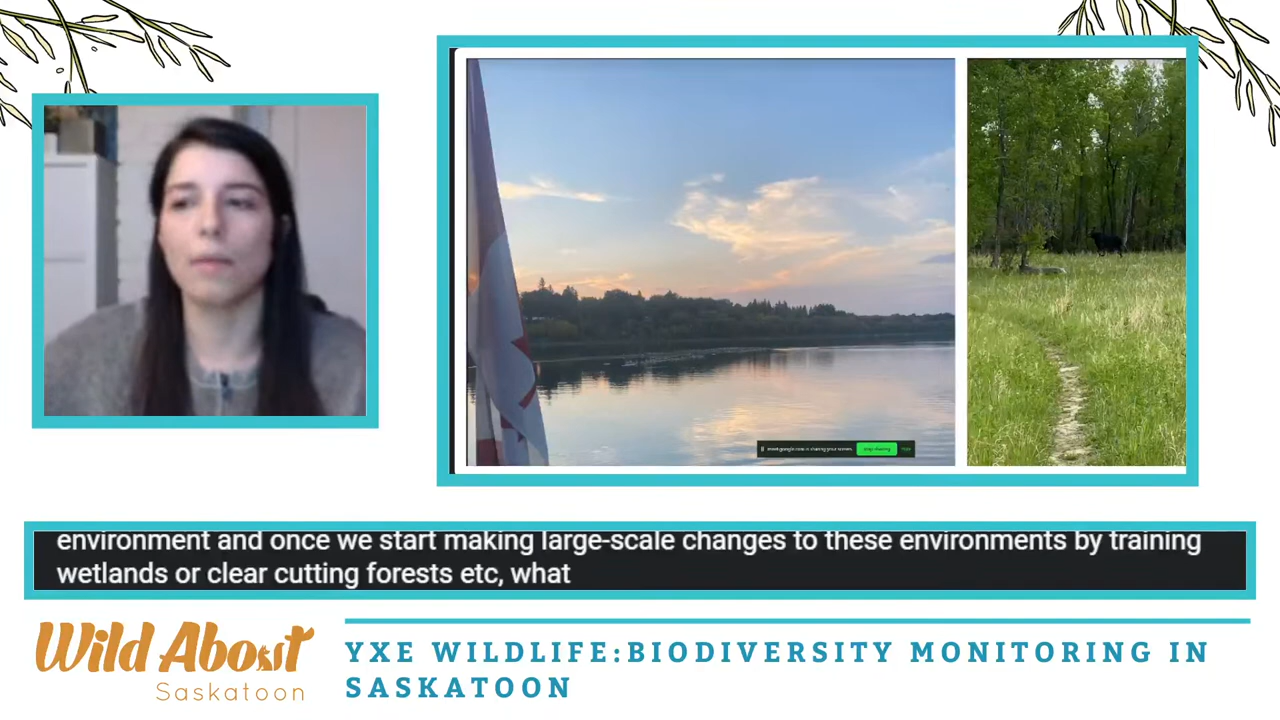 environment and once we start making large-scale changes to these environments by training
wetlands or clear cutting forests etc, what
Wild About
Saskatoon
YXE WILDLIFE:BIODIVERSITY MONITORING IN
SASKATOON